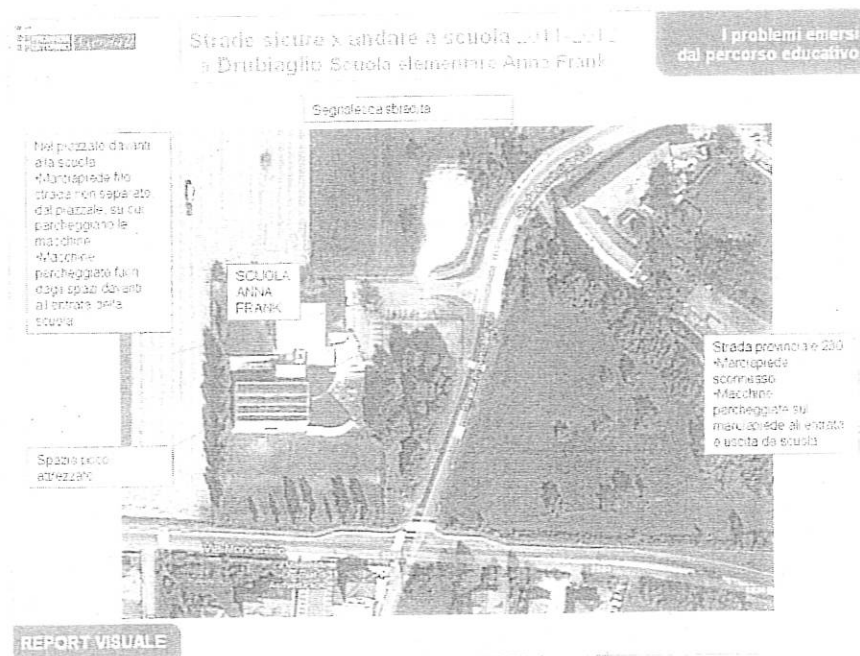 Strade sicure x andare a scuola 2011-2012
a Drubiaglio Scuola elementare Anna Frank
I problemi emersi
dal percorso educativo
Segnaletica sbiadita
Nel piazzale davanti
alla scuola
•Marciapiede filo
strada non separato
dal piazzale, su cui
parcheggiano le
macchine
•Macchine
parcheggiate fuori
dagli spazi davanti
all'entrata della
scuola
SCUOLA
ANNA
FRANK
Strada provinciale 200
•Marciapiede
sconnesso
•Macchine
parcheggiate sul
marciapiede all'entrata
e uscita da scuola
Spazio poco
attrezzato
Via Moncenisio
REPORT VISUALE